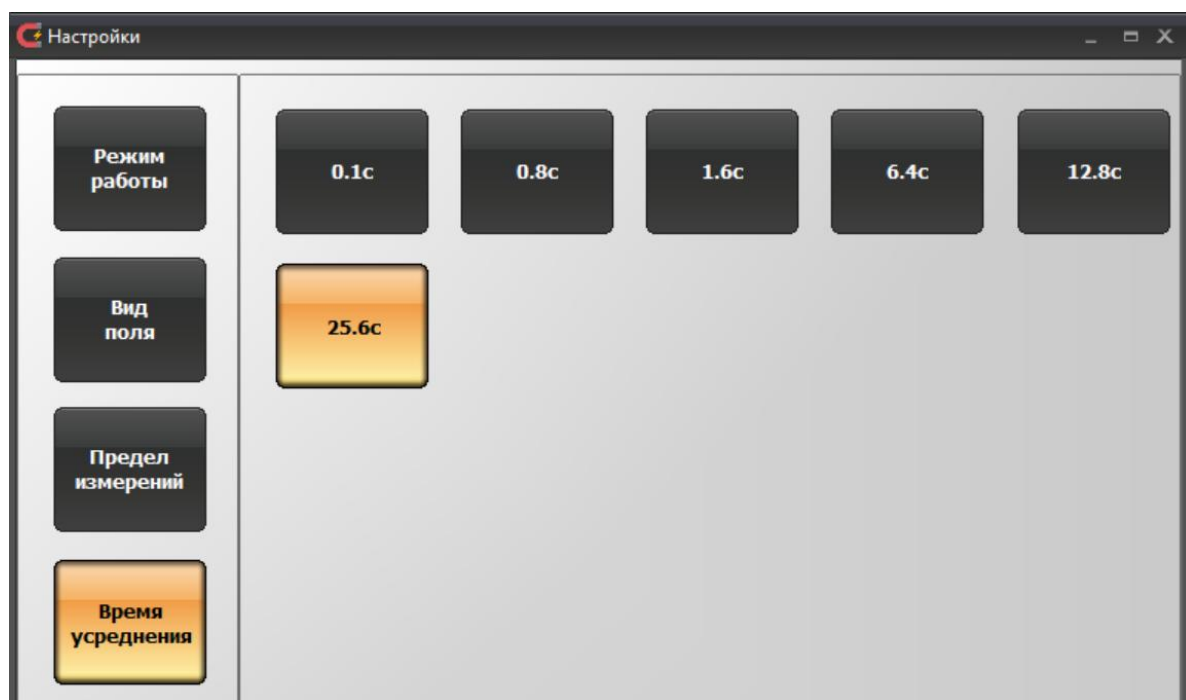 Настройки
Режим
работы
Вид
поля
Предел
измерений
Время
усреднения
0.1с
0.8с
1.6с
6.4с
12.8с
25.6с